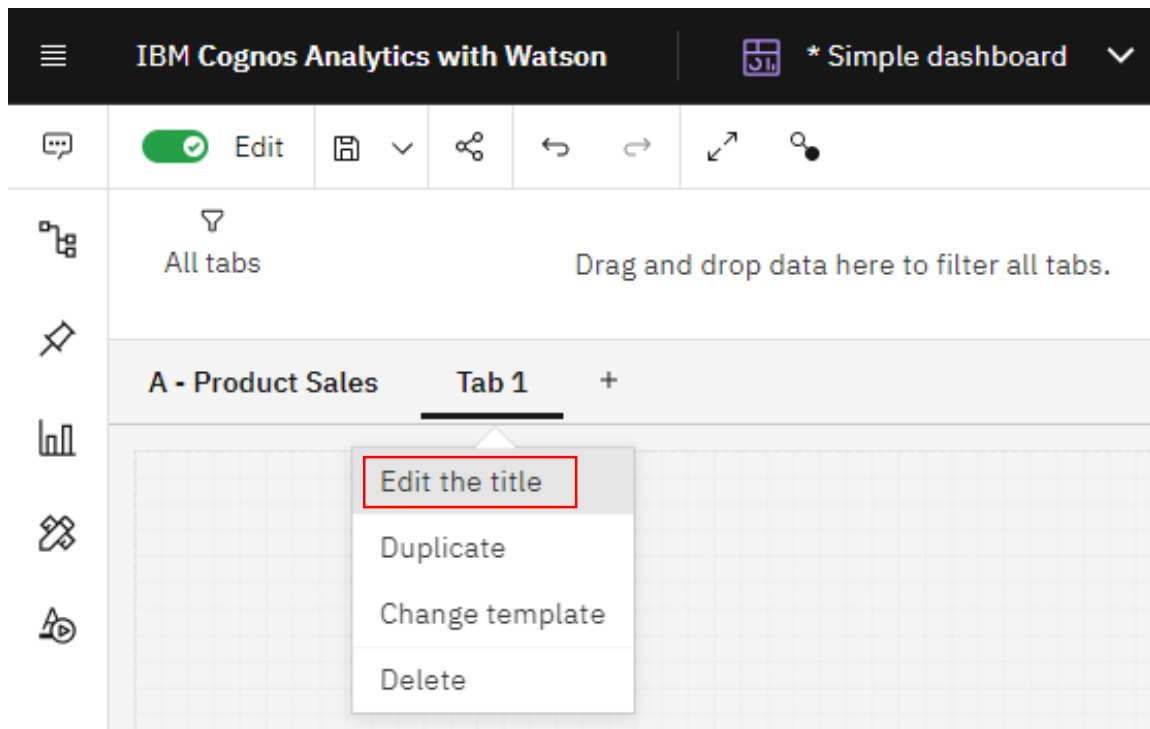 IBM Cognos Analytics with Watson
* Simple dashboard
Edit
All tabs
Drag and drop data here to filter all tabs.
A - Product Sales
Tab 1
+
Edit the title
Duplicate
Change template
Delete